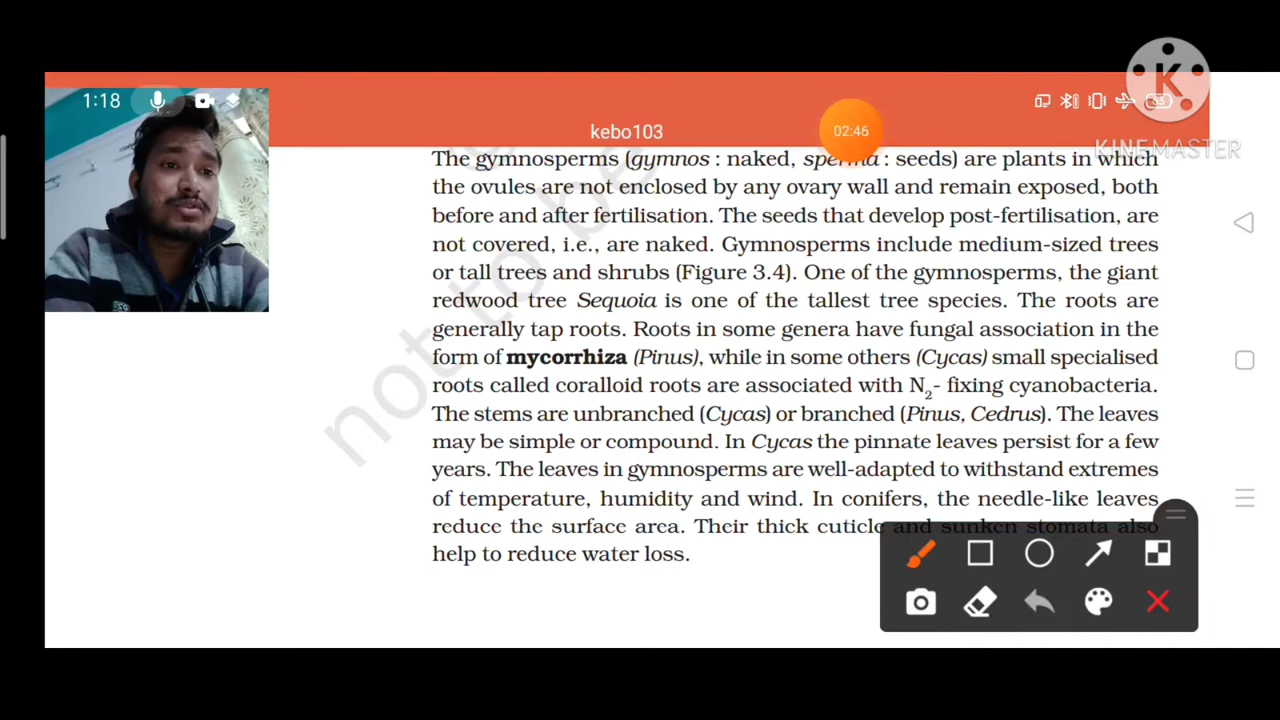 1:18
kebo103
02:46
53
K
KINEMASTER
The gymnosperms (gymnos : naked, sperma : seeds) are plants in which
the ovules are not enclosed by any ovary wall and remain exposed, both
before and after fertilisation. The seeds that develop post-fertilisation, are
not covered, i.e., are naked. Gymnosperms include medium-sized trees
or tall trees and shrubs (Figure 3.4). One of the gymnosperms, the giant
redwood tree Sequoia is one of the tallest tree species. The roots are
generally tap roots. Roots in some genera have fungal association in the
form of mycorrhiza (Pinus), while in some others (Cycas) small specialised
roots called coralloid roots are associated with N2- fixing cyanobacteria.
The stems are unbranched (Cycas) or branched (Pinus, Cedrus). The leaves
may be simple or compound. In Cycas the pinnate leaves persist for a few
years. The leaves in gymnosperms are well-adapted to withstand extremes
of temperature, humidity and wind. In conifers, the needle-like leaves
reduce the surface area. Their thick cuticle and sunken stomata also
help to reduce water loss.
not to be